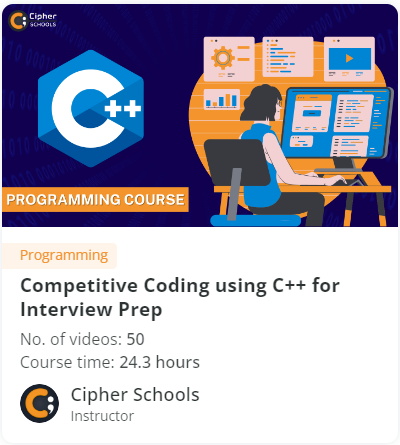 Cipher
SCHOOLS
C++
PROGRAMMING COURSE
Programming
Competitive Coding using C++ for
Interview Prep
No. of videos: 50
Course time: 24.3 hours
Cipher Schools
Instructor